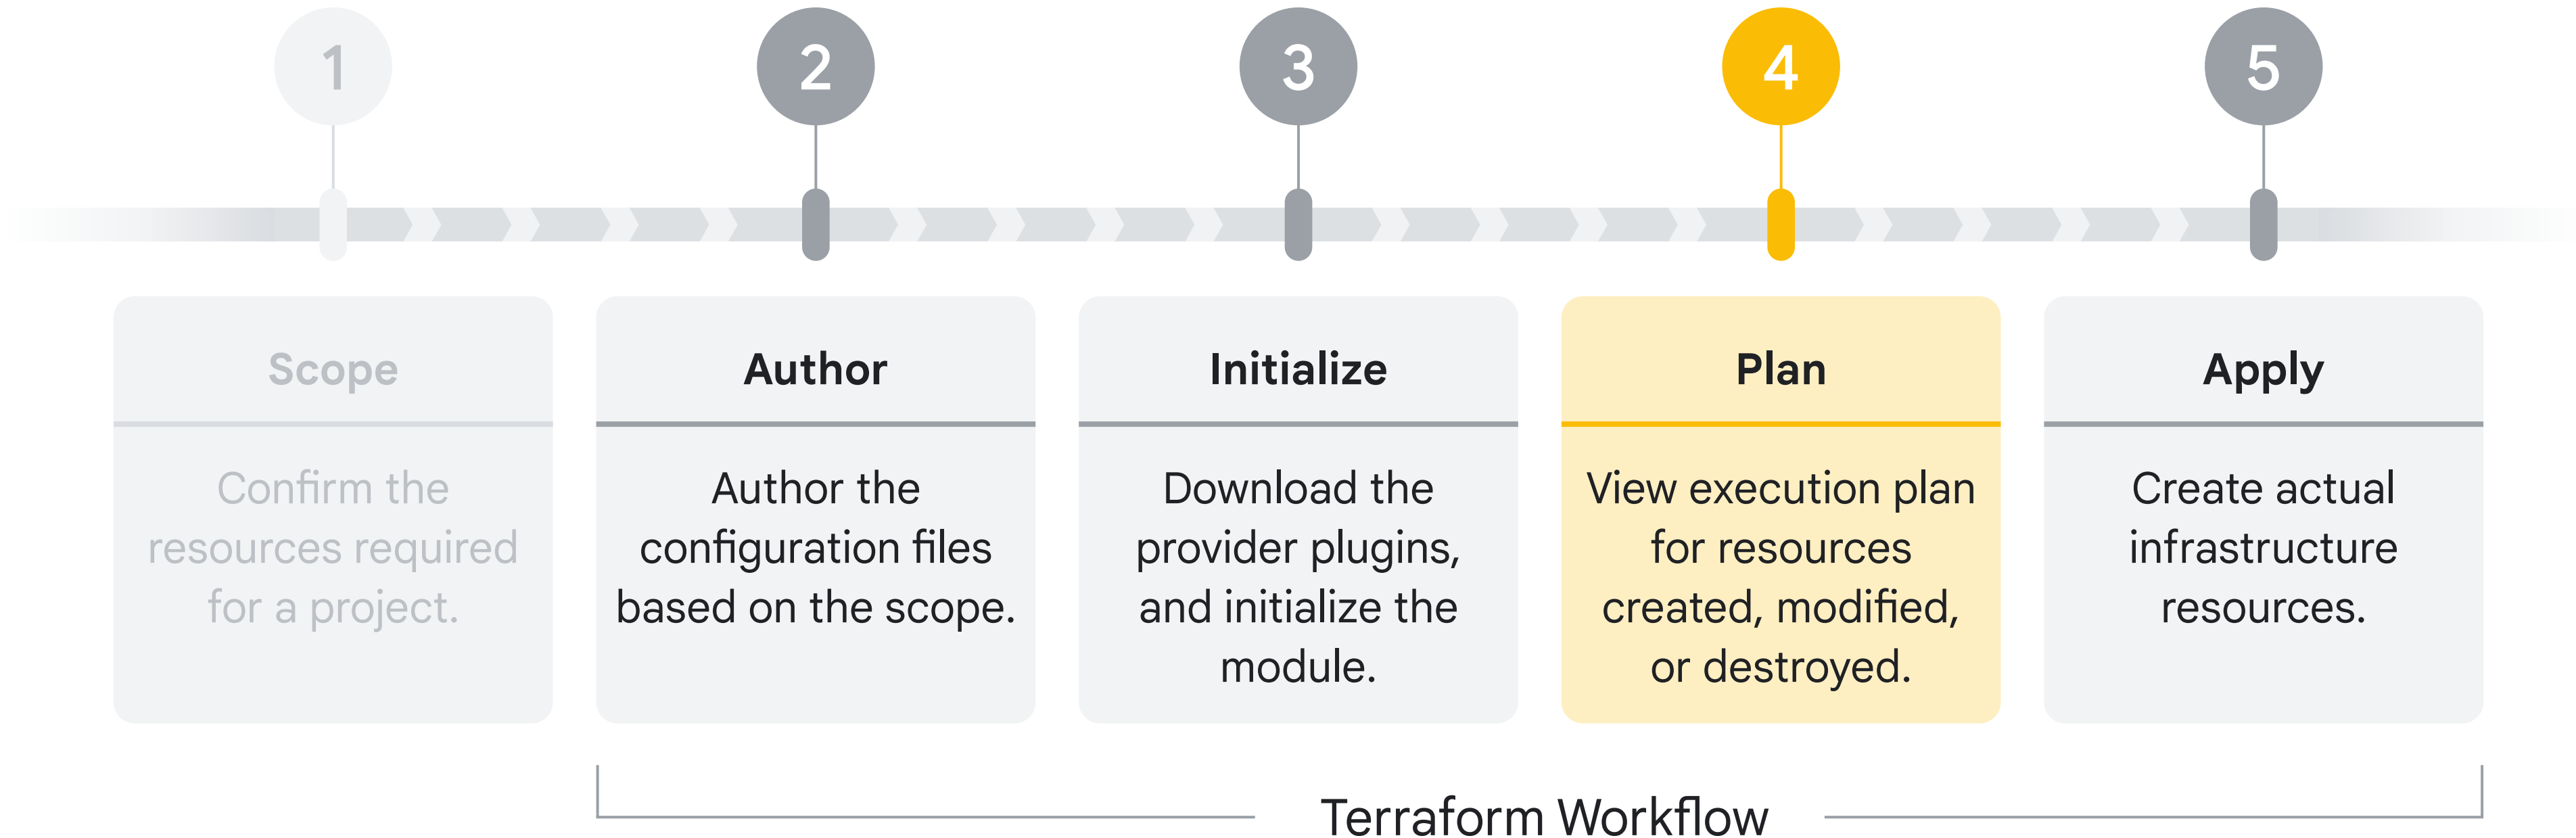 1
2
3
4
5
Scope
Confirm the
resources required
for a project.
Author
Author the
configuration files
based on the scope.
Initialize
Download the
provider plugins,
and initialize the
module.
Plan
View execution plan
for resources
created, modified,
or destroyed.
Apply
Create actual
infrastructure
resources.
Terraform Workflow